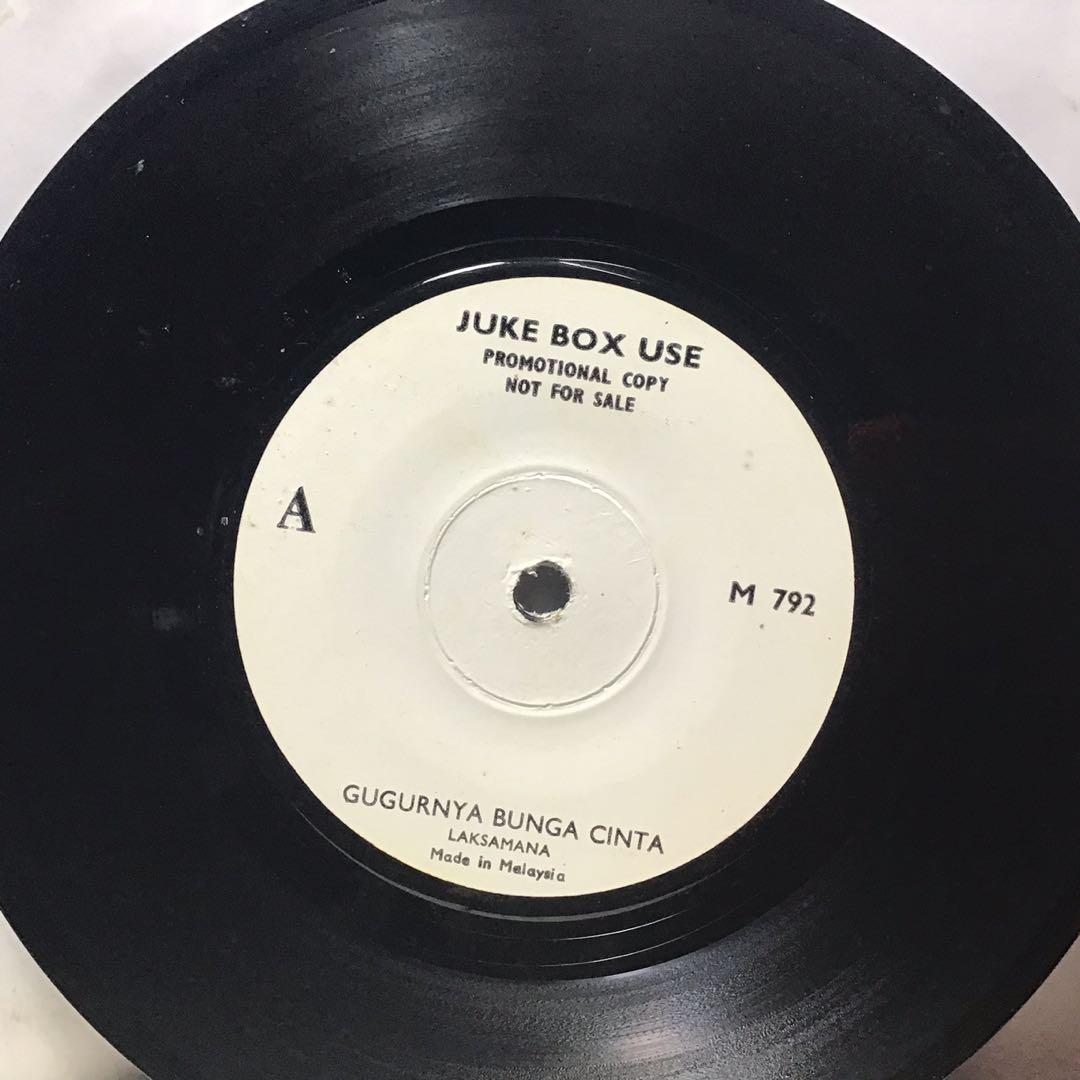 JUKE BOX USE
PROMOTIONAL COPY
NOT FOR SALE
A
M 792
GUGURNYA BUNGA CINTA
LAKSAMANA
Made in Malaysia